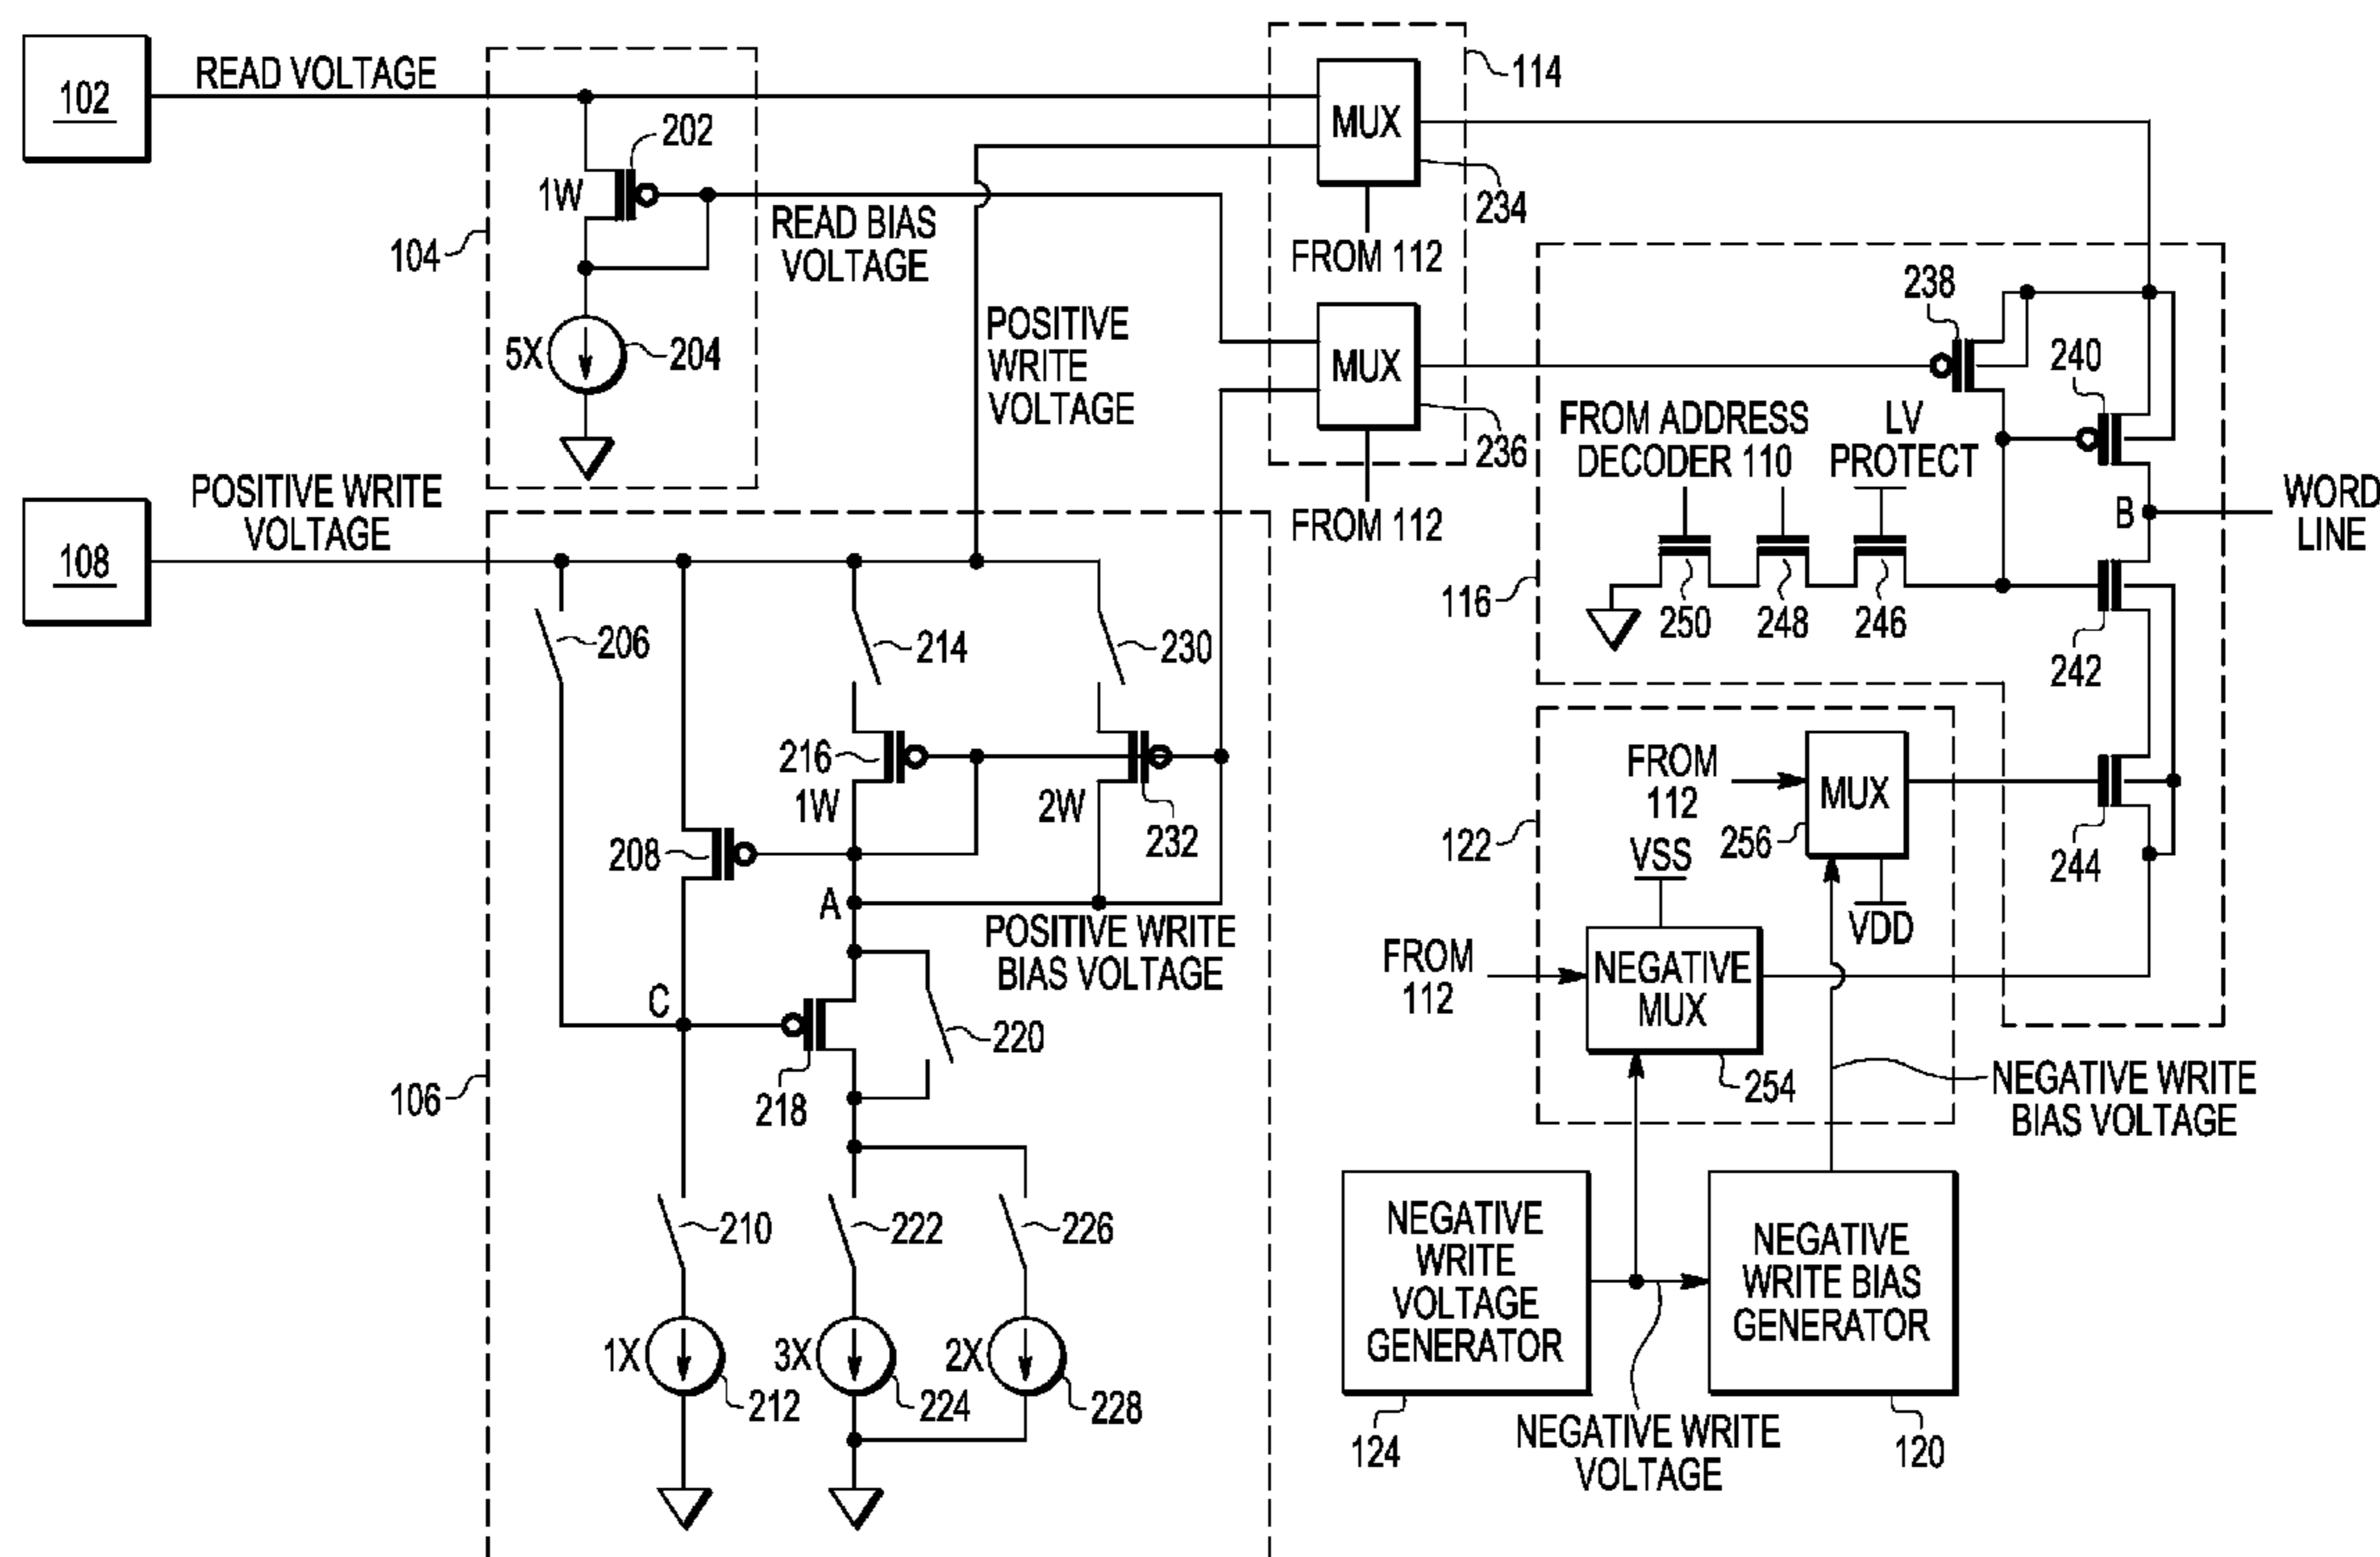 102
READ VOLTAGE
202
1W
104
READ BIAS
VOLTAGE
5X
204
114
MUX
234
FROM 112
POSITIVE
WRITE
VOLTAGE
MUX
236
FROM 112
108
POSITIVE WRITE
VOLTAGE
238
240
FROM ADDRESS
DECODER 110
LV
PROTECT
B
WORD
LINE
116
250
248
246
242
206
214
230
216
1W
2W
232
208
A
POSITIVE WRITE
BIAS VOLTAGE
C
218
220
106
210
222
226
1X
212
3X
224
2X
228
122
FROM
112
MUX
256
VSS
VDD
244
FROM
112
NEGATIVE
MUX
254
NEGATIVE WRITE
BIAS VOLTAGE
NEGATIVE
WRITE
VOLTAGE
GENERATOR
124
NEGATIVE
WRITE BIAS
GENERATOR
120
NEGATIVE WRITE
VOLTAGE